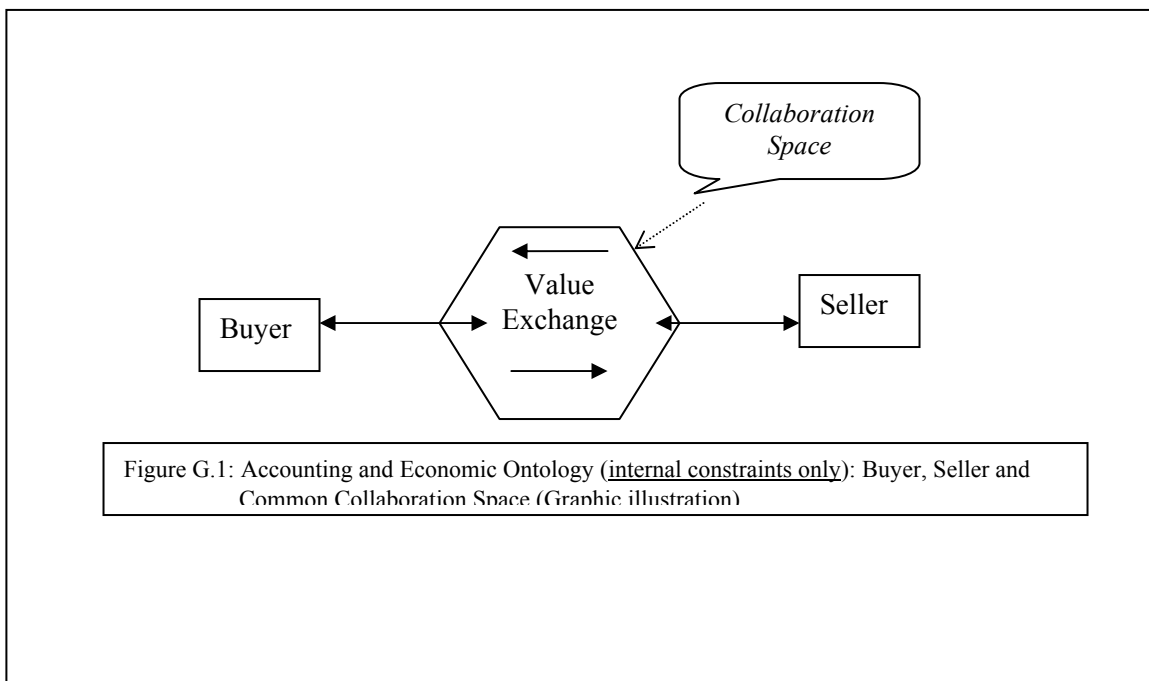 Collaboration
Space
Value
Exchange
Buyer
Seller
Figure G.1: Accounting and Economic Ontology (internal constraints only): Buyer, Seller and
Common Collaboration Space (Graphic illustration)